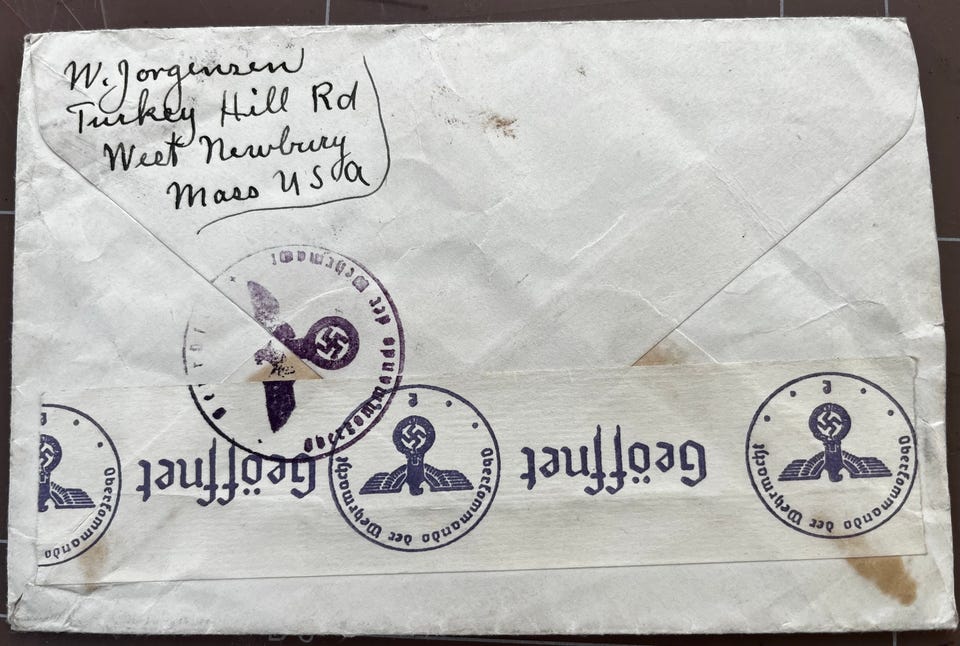 W. Jorgensen
Turkey Hill Rd
West Newbury
Mass USA
Oberkommando der Wehrmacht
Geöffnet
Oberkommando der Wehrmacht
e
Geöffnet
Oberkommando der Wehrmacht
e
Oberkommando